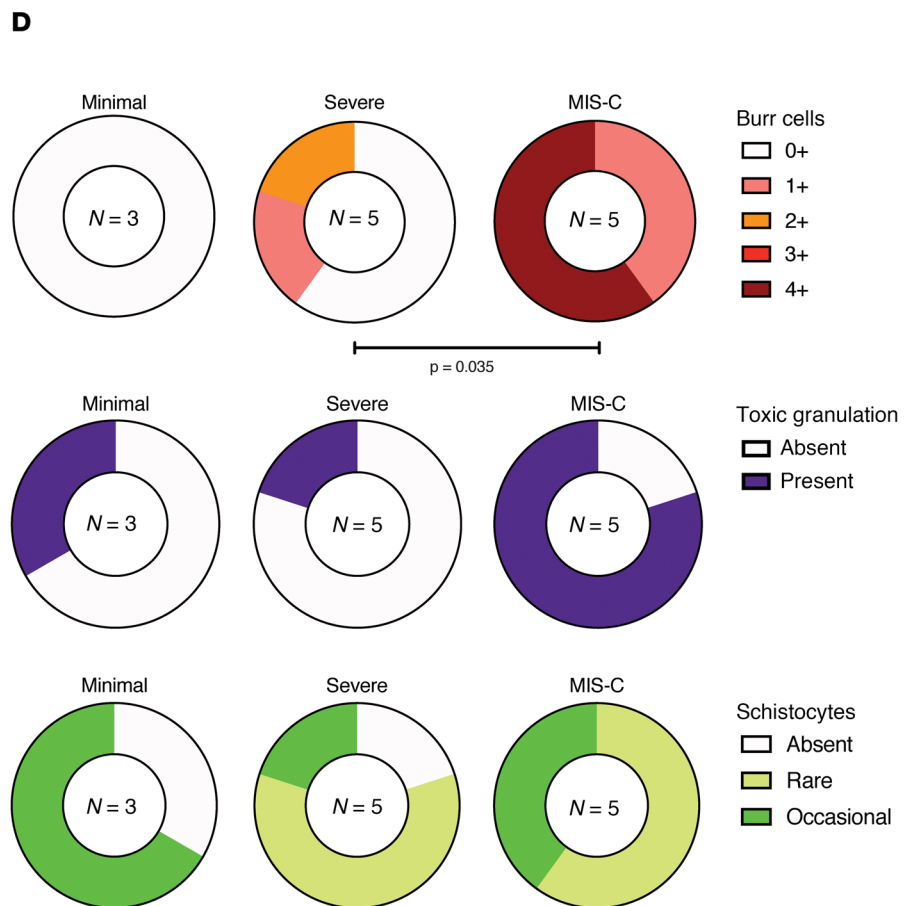 D
Minimal
Severe
MIS-C
N = 3
N = 5
N = 5
Burr cells
0+
1+
2+
3+
4+
p = 0.035
Minimal
Severe
MIS-C
N = 3
N = 5
N = 5
Toxic granulation
Absent
Present
Minimal
Severe
MIS-C
N = 3
N = 5
N = 5
Schistocytes
Absent
Rare
Occasional